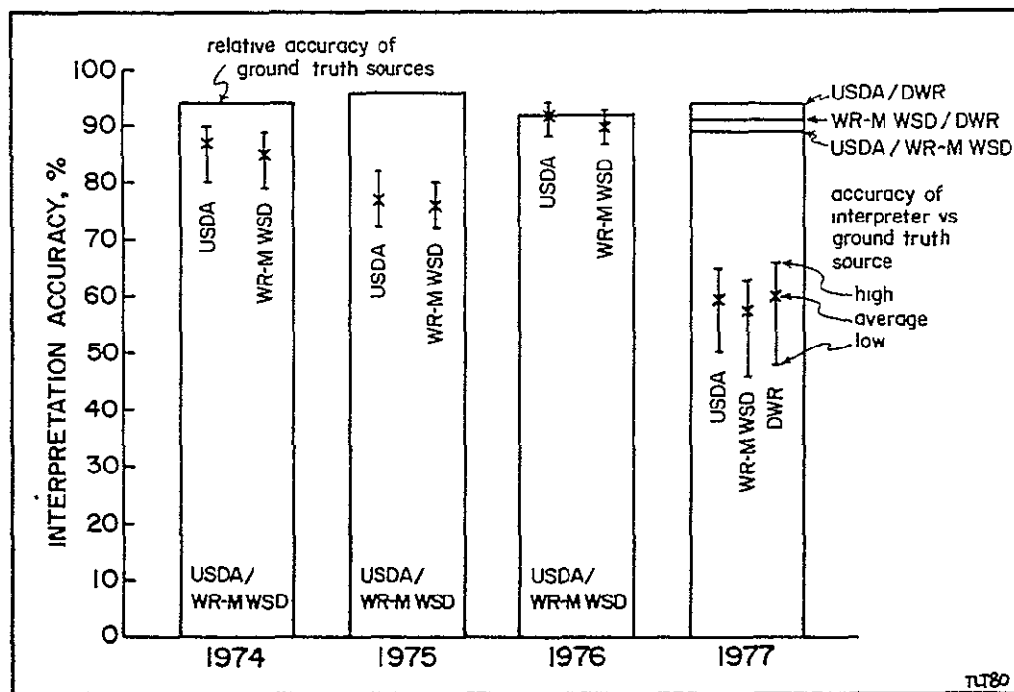 relative accuracy of
ground truth sources
INTERPRETATION ACCURACY, %
100
90
80
70
60
50
40
30
20
10
0
USDA
WR-M WSD
USDA/
WR-M WSD
1974
USDA
WR-M WSD
USDA/
WR-M WSD
1975
USDA
WR-M WSD
USDA/
WR-M WSD
1976
USDA
WR-M WSD
DWR
1977
USDA/DWR
WR-M WSD/DWR
USDA/WR-M WSD
accuracy of
interpreter vs
ground truth
source
high
average
low
TLT80